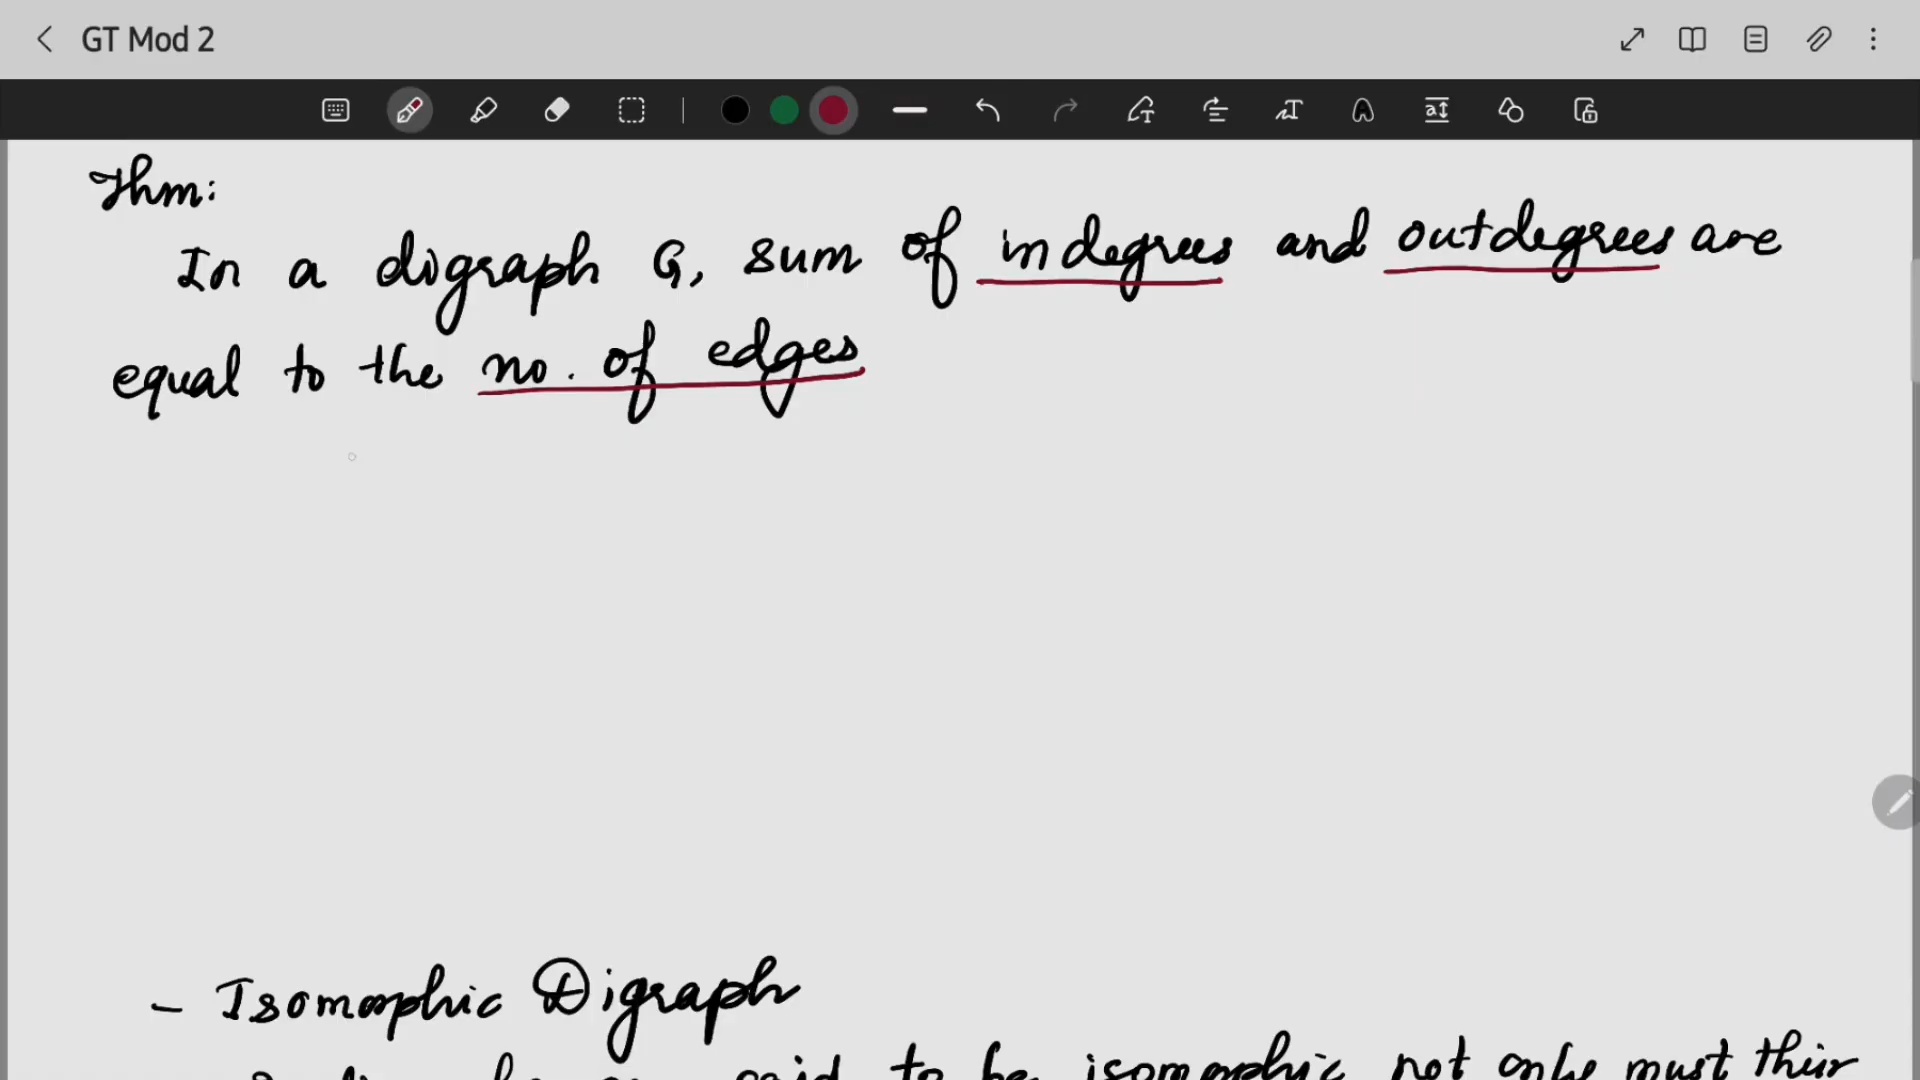 GT Mod 2
Thm:
In a digraph G, sum of indegrees and outdegrees are
equal to the no. of edges
- Isomorphic Digraph
said to be isomorphic not only must their